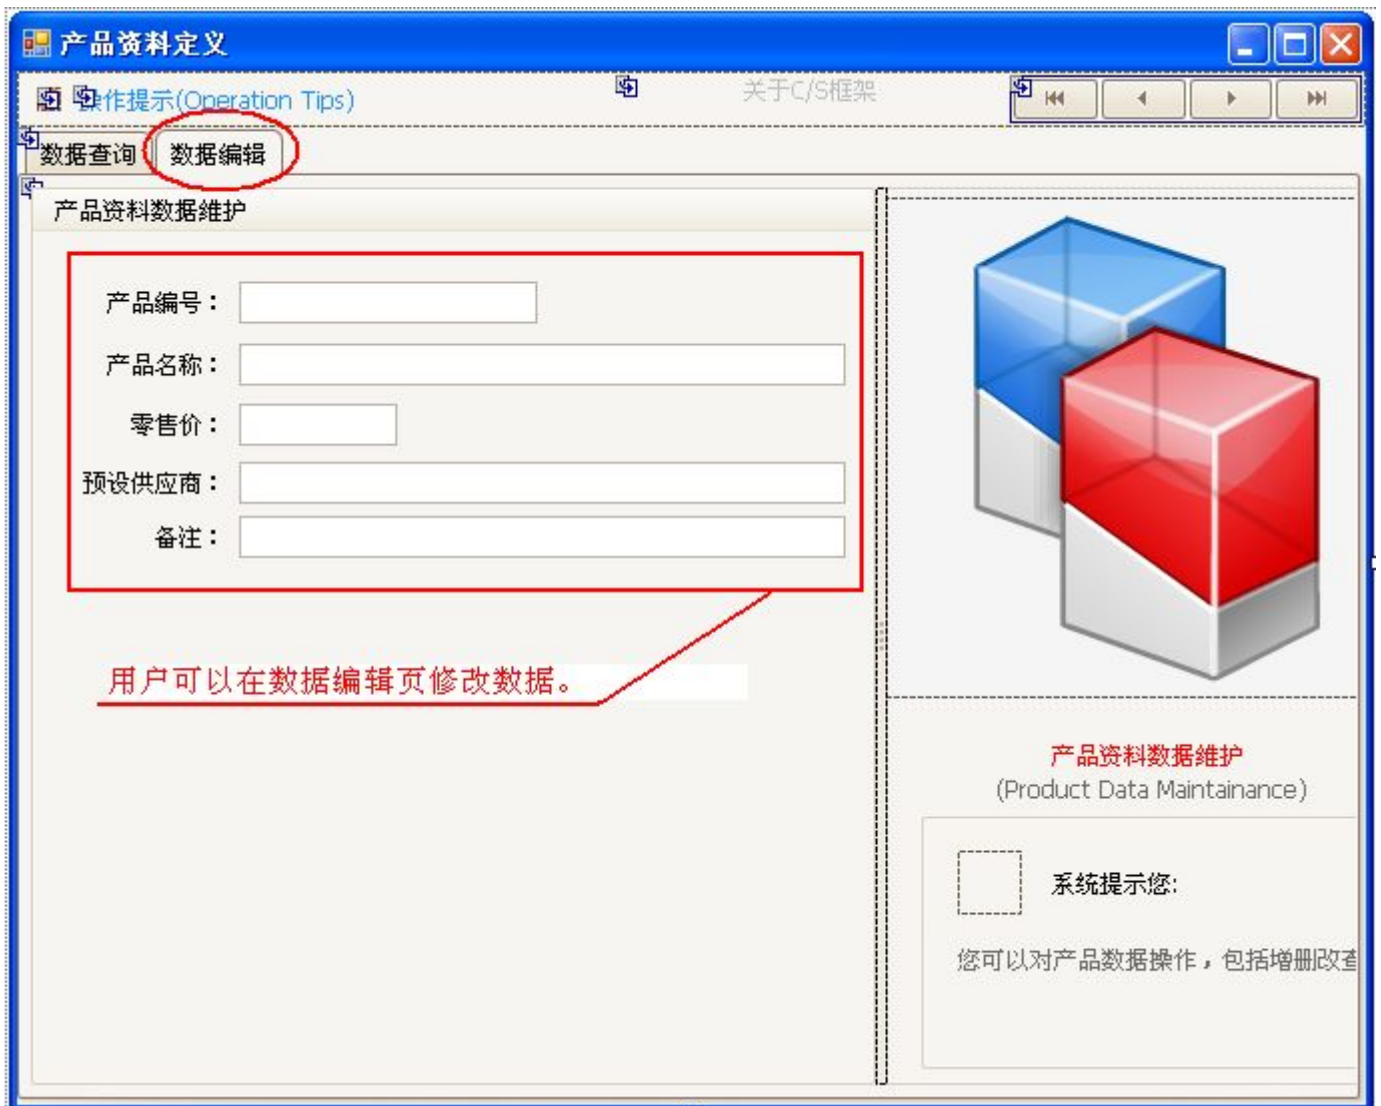 产品资料定义
操作提示(Operation Tips)
关于C/S框架
数据查询
数据编辑
产品资料数据维护
产品编号：
产品名称：
零售价：
预设供应商：
备注：
用户可以在数据编辑页修改数据。
产品资料数据维护
(Product Data Maintainance)
系统提示您:
您可以对产品数据操作，包括增删改查